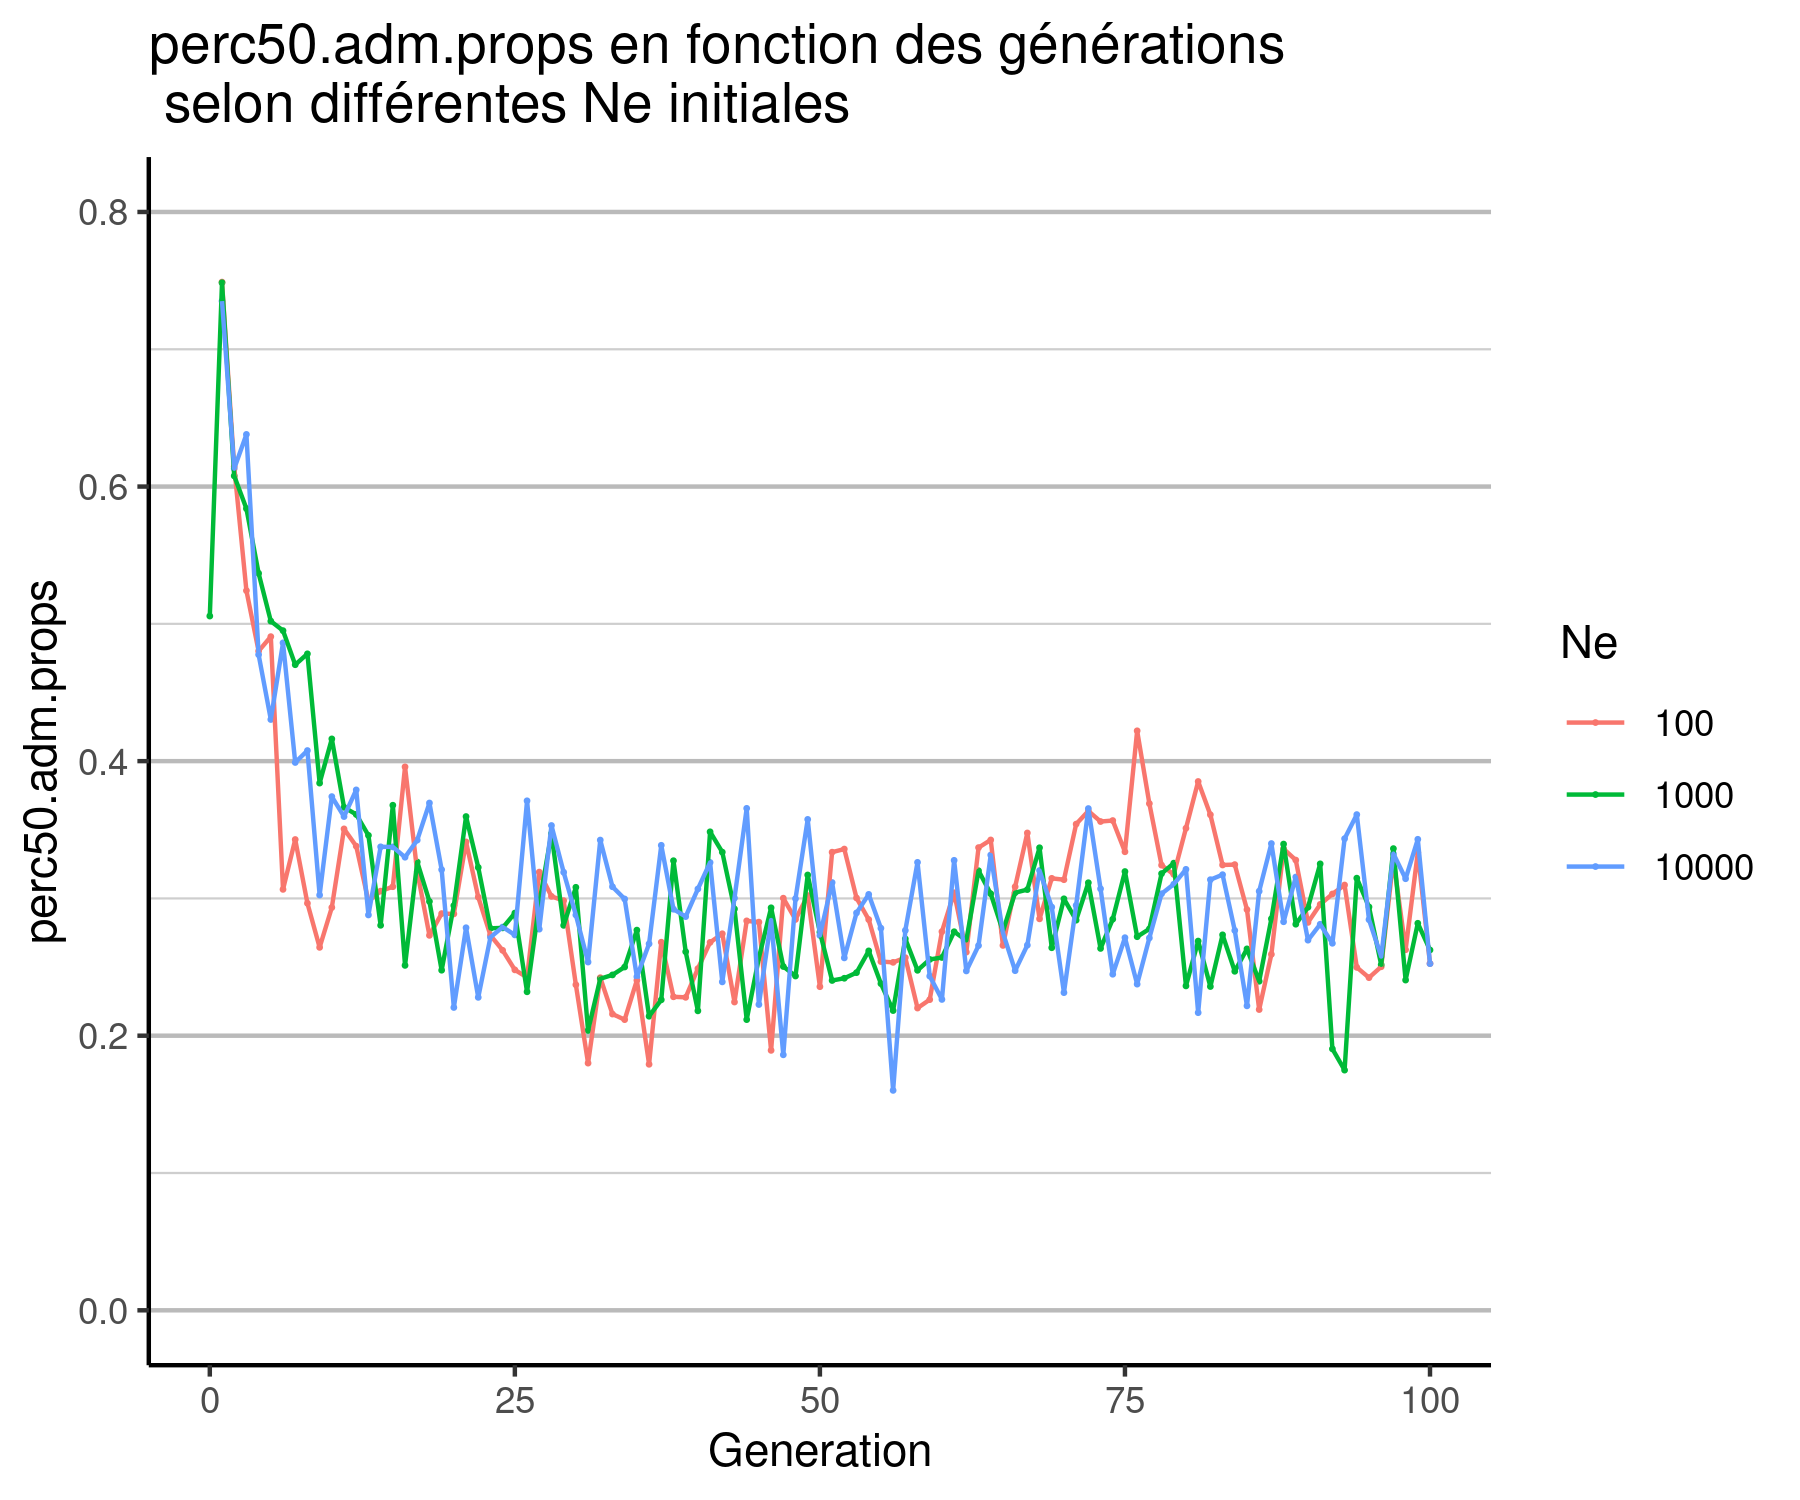 perc50.adm.props en fonction des générations
selon différentes Ne initiales
perc50.adm.props
0.8
0.6
0.4
0.2
0.0
0 25 50 75 100
Generation
Ne
100
1000
10000